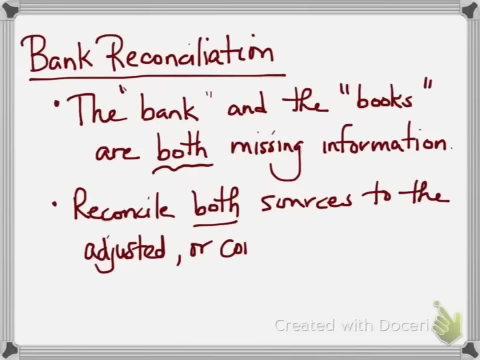 Bank Reconciliation
• The "bank" and the "books"
are both missing information.
• Reconcile both sources to the
adjusted, or co
Created with Doceri